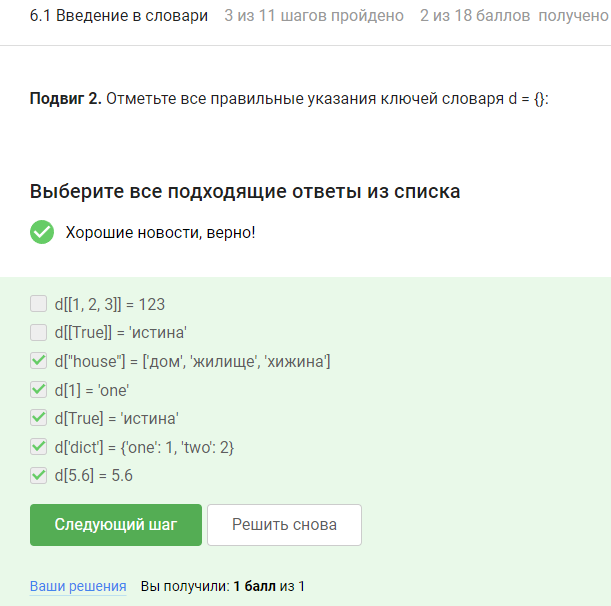 6.1 Введение в словари 3 из 11 шагов пройдено 2 из 18 баллов получено
Подвиг 2. Отметьте все правильные указания ключей словаря d = {}:
Выберите все подходящие ответы из списка
Хорошие новости, верно!
d[[1, 2, 3]] = 123
d[[True]] = 'истина'
d["house"] = ['дом', 'жилище', 'хижина']
d[1] = 'one'
d[True] = 'истина'
d['dict'] = {'one': 1, 'two': 2}
d[5.6] = 5.6
Следующий шаг Решить снова
Ваши решения Вы получили: 1 балл из 1